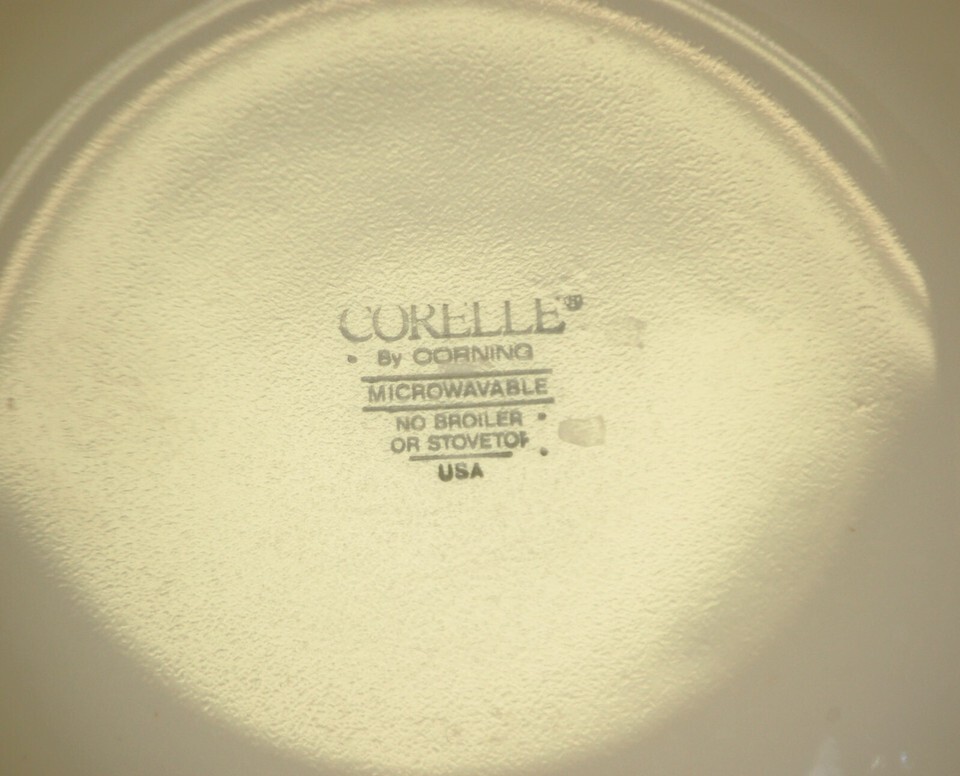 CORELLE®
By CORNING
MICROWAVABLE
NO BROILER
OR STOVETOP
USA